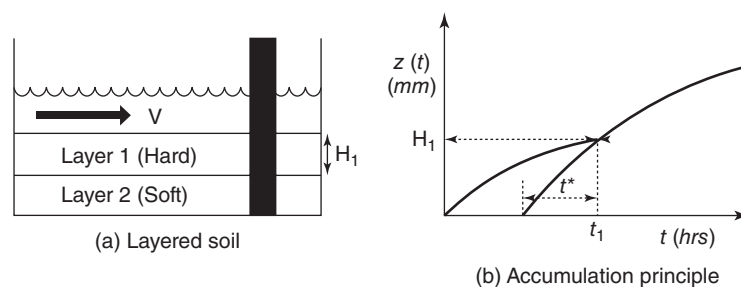 V
Layer 1 (Hard)
H₁
Layer 2 (Soft)
(a) Layered soil
z (t)
(mm)
H₁
t*
t₁
t (hrs)
(b) Accumulation principle